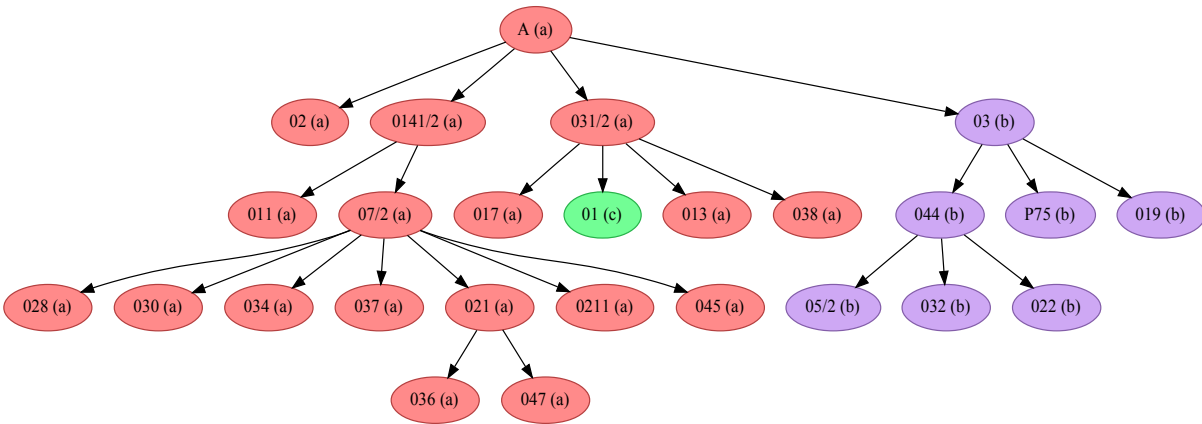 A (a)
02 (a)
0141/2 (a)
031/2 (a)
03 (b)
011 (a)
07/2 (a)
017 (a)
01 (c)
013 (a)
038 (a)
044 (b)
P75 (b)
019 (b)
028 (a)
030 (a)
034 (a)
037 (a)
021 (a)
0211 (a)
045 (a)
05/2 (b)
032 (b)
022 (b)
036 (a)
047 (a)